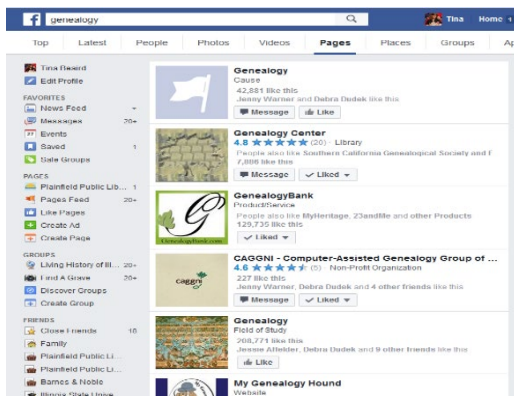 f genealogy Tina Home
Top Latest People Photos Videos Pages Places Groups
Tina Beard
Edit Profile
FAVORITES
News Feed
Messages 20+
Events
Saved 1
Sale Groups
PAGES
Plainfield Public Lib... 1
Pages Feed 20+
Like Pages
Create Ad
Create Page
GROUPS
Living History of Ill... 20+
Find A Grave 20+
Discover Groups
Create Group
FRIENDS
Close Friends
Family
Plainfield Public Li...
Plainfield Public Li...
Barnes & Noble
Illinois State Unive...
Genealogy
Cause
42,881 like this
Jenny Warner and Debra Dudek like this
Message Like
Genealogy Center
4.8 (20) · Library
People also like Southern California Genealogical Society and F
7,886 like this
Message Liked
GenealogyBank.com
GenealogyBank
Product/Service
People also like MyHeritage, 23andMe and other Products
129,735 like this
Liked
caggni
CAGGNI - Computer-Assisted Genealogy Group of ...
4.6 (5) · Non-Profit Organization
227 like this
Jenny Warner, Debra Dudek and 4 other friends like this
Message Liked
Genealogy
Field of Study
208,771 like this
Jessie Affelder, Debra Dudek and 9 other friends like this
Like
My Genealogy Hound
Website